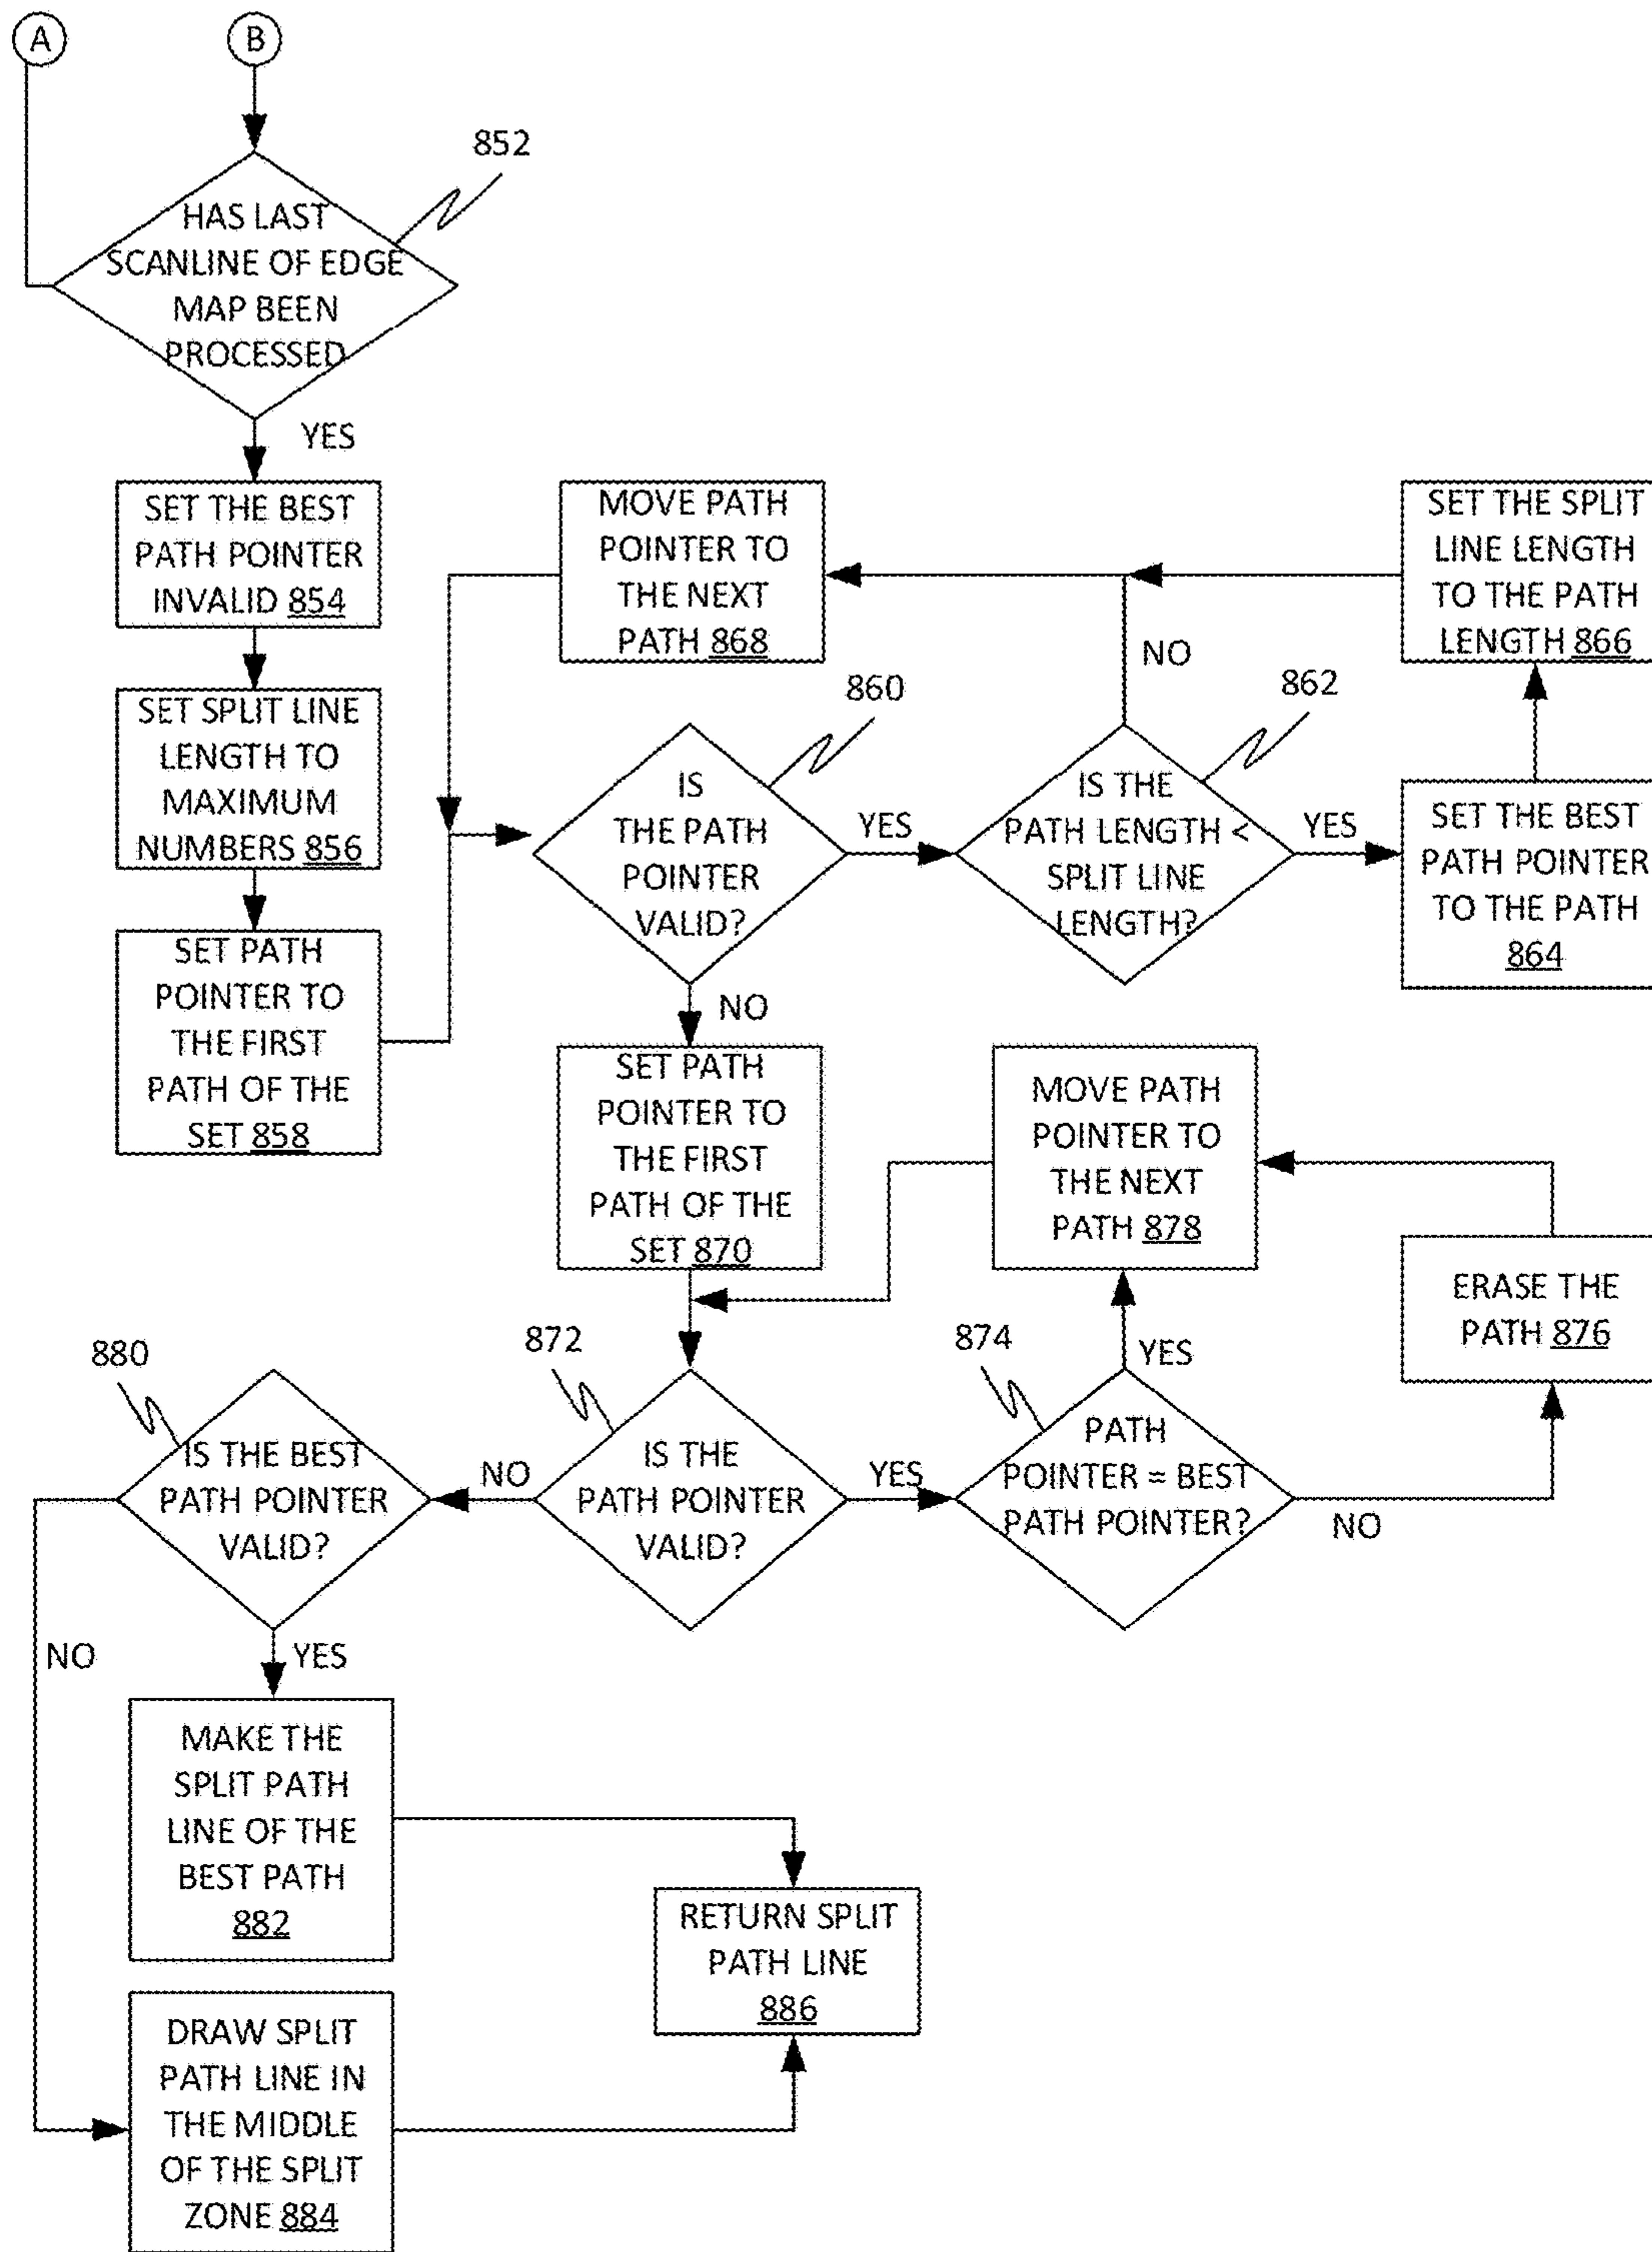 A
B
852
HAS LAST
SCANLINE OF EDGE
MAP BEEN
PROCESSED
YES
SET THE BEST
PATH POINTER
INVALID 854
SET SPLIT LINE
LENGTH TO
MAXIMUM
NUMBERS 856
SET PATH
POINTER TO
THE FIRST
PATH OF THE
SET 858
MOVE PATH
POINTER TO
THE NEXT
PATH 868
860
IS
THE PATH
POINTER
VALID?
YES
NO
862
IS THE
PATH LENGTH <
SPLIT LINE
LENGTH?
NO
YES
SET THE SPLIT
LINE LENGTH
TO THE PATH
LENGTH 866
SET THE BEST
PATH POINTER
TO THE PATH
864
SET PATH
POINTER TO
THE FIRST
PATH OF THE
SET 870
MOVE PATH
POINTER TO
THE NEXT
PATH 878
ERASE THE
PATH 876
880
IS THE BEST
PATH POINTER
VALID?
NO
872
IS THE
PATH POINTER
VALID?
YES
874
YES
PATH
POINTER = BEST
PATH POINTER?
NO
NO
YES
MAKE THE
SPLIT PATH
LINE OF THE
BEST PATH
882
RETURN SPLIT
PATH LINE
886
DRAW SPLIT
PATH LINE IN
THE MIDDLE
OF THE SPLIT
ZONE 884